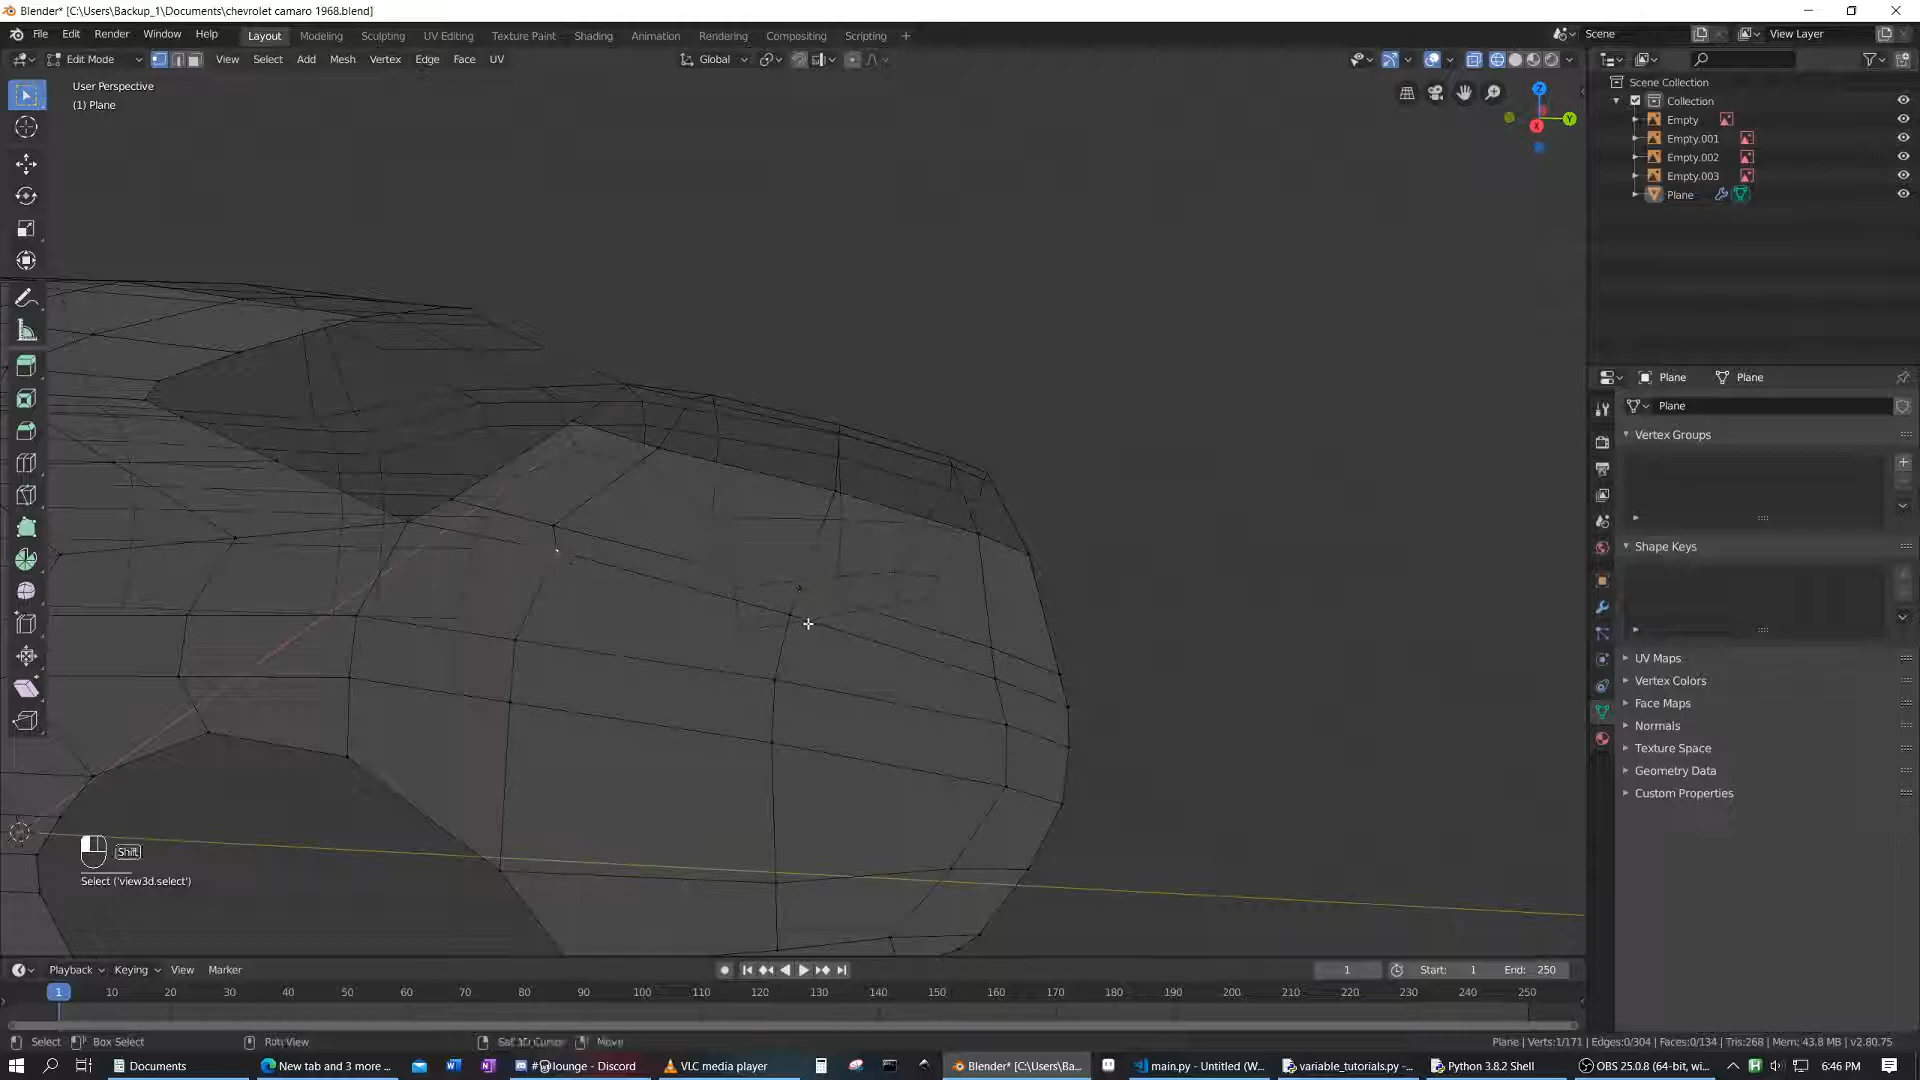 Blender* [C:\Users\Backup_1\Documents\chevrolet camaro 1968.blend]
File Edit Render Window Help Layout Modeling Sculpting UV Editing Texture Paint Shading Animation Rendering Compositing Scripting + Scene View Layer
Edit Mode View Select Add Mesh Vertex Edge Face UV Global
User Perspective
(1) Plane
Z
Y
X
Scene Collection
Collection
Empty
Empty.001
Empty.002
Empty.003
Plane
Plane Plane
Plane
Vertex Groups
Shape Keys
UV Maps
Vertex Colors
Face Maps
Normals
Texture Space
Geometry Data
Custom Properties
Shift
Select ('view3d.select')
Playback Keying View Marker 1 Start: 1 End: 250
1 10 20 30 40 50 60 70 80 90 100 110 120 130 140 150 160 170 180 190 200 210 220 230 240 250
Select Box Select Move Plane | Verts:1/171 | Edges:0/304 | Faces:0/134 | Tris:268 | Mem: 43.8 MB | v2.80.75
Documents New tab and 3 more ... lounge - Discord VLC media player Blender* [C:\Users\Ba... main.py - Untitled (W... variable_tutorials.py -... Python 3.8.2 Shell OBS 25.0.8 (64-bit, wi... 6:46 PM